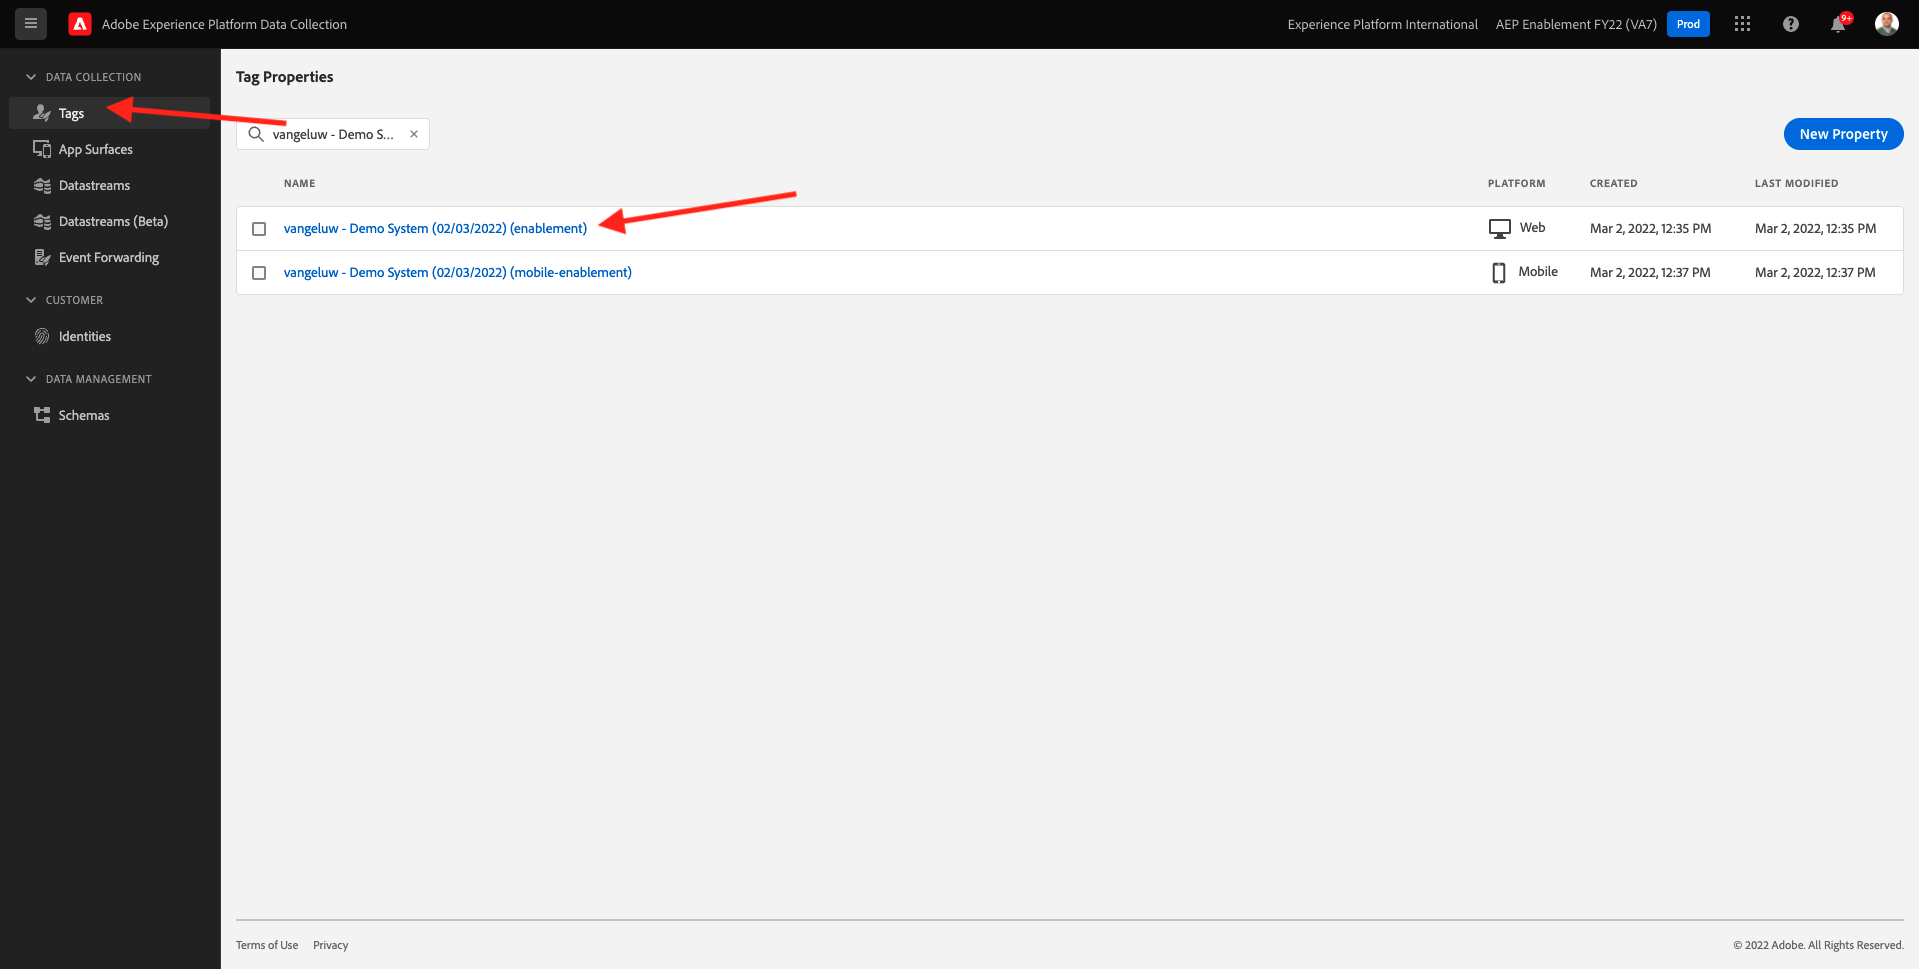 Adobe Experience Platform Data Collection
Experience Platform International
AEP Enablement FY22 (VA7)
Prod
9+
DATA COLLECTION
Tags
App Surfaces
Datastreams
Datastreams (Beta)
Event Forwarding
CUSTOMER
Identities
DATA MANAGEMENT
Schemas
Tag Properties
vangeluw - Demo S...
New Property
NAME PLATFORM CREATED LAST MODIFIED
vangeluw - Demo System (02/03/2022) (enablement) Web Mar 2, 2022, 12:35 PM Mar 2, 2022, 12:35 PM
vangeluw - Demo System (02/03/2022) (mobile-enablement) Mobile Mar 2, 2022, 12:37 PM Mar 2, 2022, 12:37 PM
Terms of Use Privacy
© 2022 Adobe. All Rights Reserved.